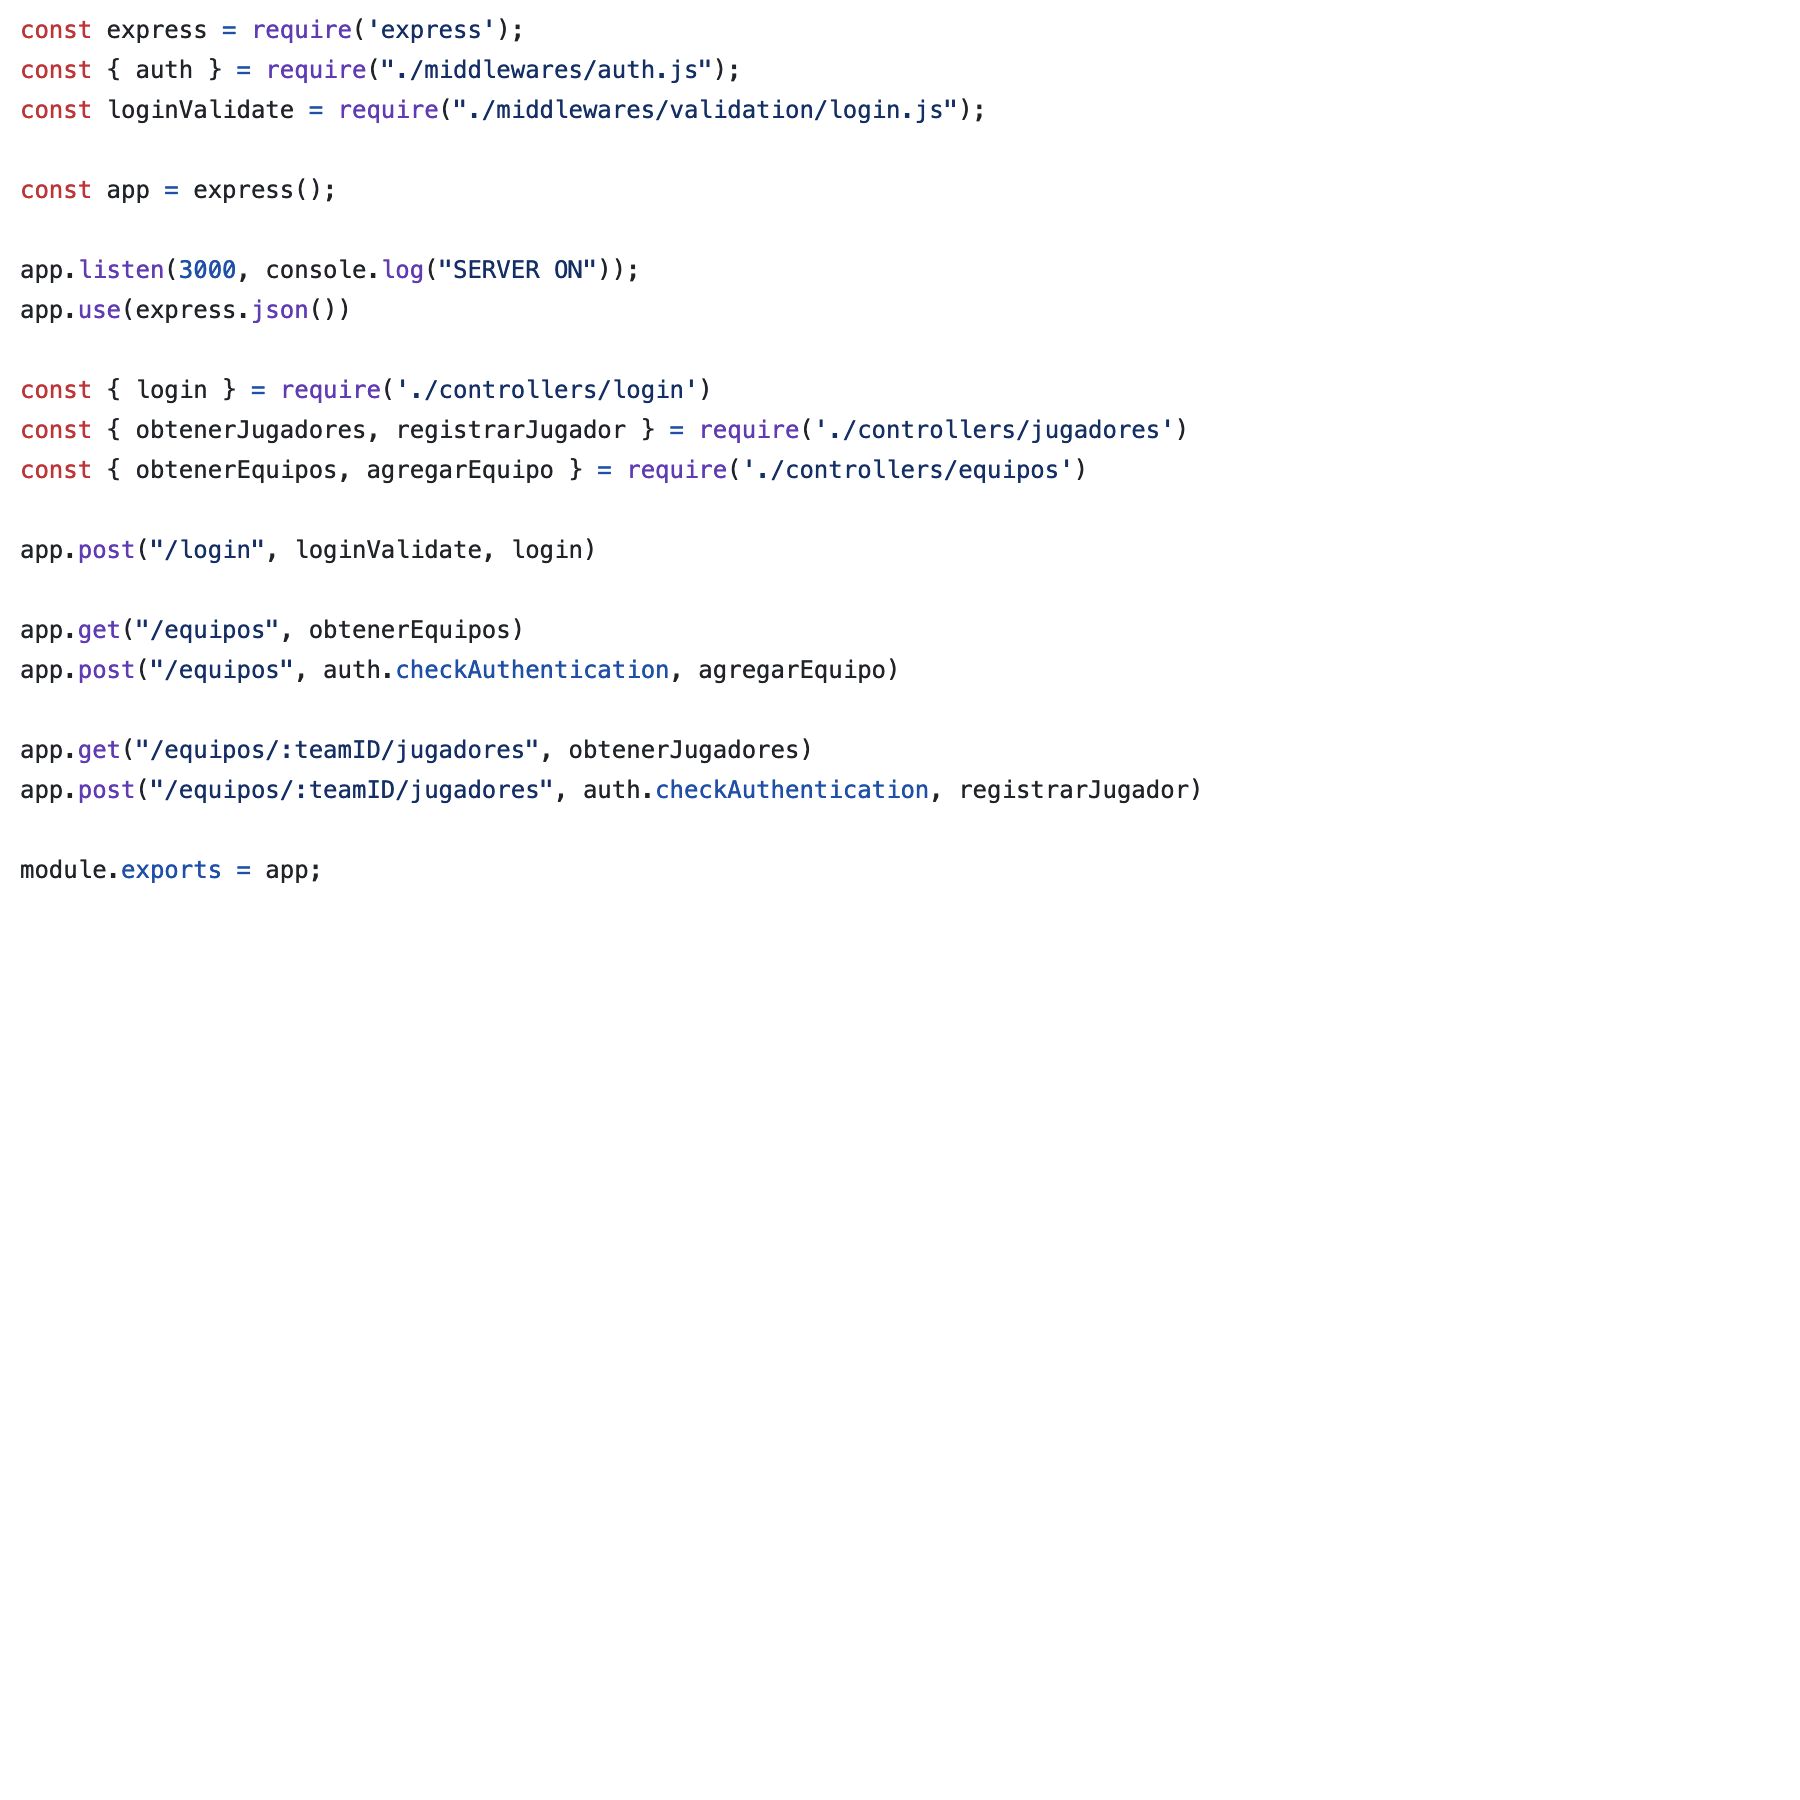 const express = require('express');
const { auth } = require("./middlewares/auth.js");
const loginValidate = require("./middlewares/validation/login.js");

const app = express();

app.listen(3000, console.log("SERVER ON"));
app.use(express.json())

const { login } = require('./controllers/login')
const { obtenerJugadores, registrarJugador } = require('./controllers/jugadores')
const { obtenerEquipos, agregarEquipo } = require('./controllers/equipos')

app.post("/login", loginValidate, login)

app.get("/equipos", obtenerEquipos)
app.post("/equipos", auth.checkAuthentication, agregarEquipo)

app.get("/equipos/:teamID/jugadores", obtenerJugadores)
app.post("/equipos/:teamID/jugadores", auth.checkAuthentication, registrarJugador)

module.exports = app;